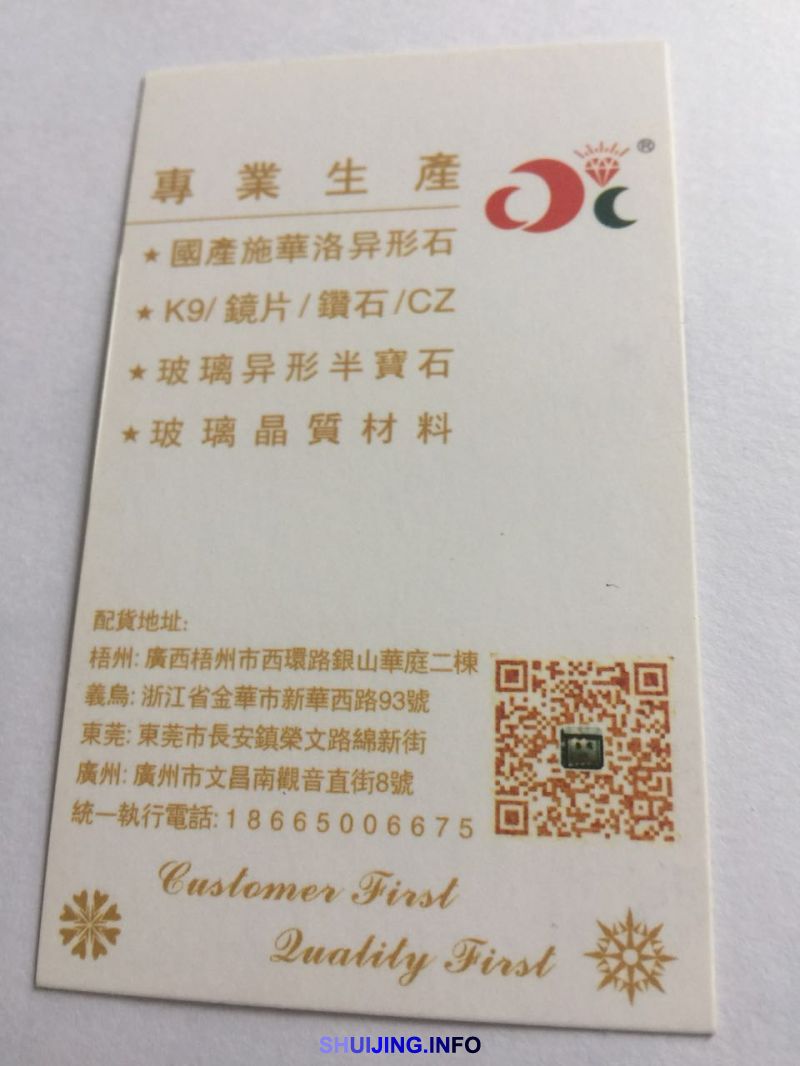 專業生產
®
★ 國產施華洛异形石
★ K9/鏡片/鑽石/CZ
★ 玻璃异形半寶石
★ 玻璃晶質材料
配貨地址:
梧州: 廣西梧州市西環路銀山華庭二棟
義烏: 浙江省金華市新華西路93號
東莞: 東莞市長安鎮榮文路綿新街
廣州: 廣州市文昌南觀音直街8號
統一執行電話: 18665006675
Customer First
Quality First
SHUIJING.INFO